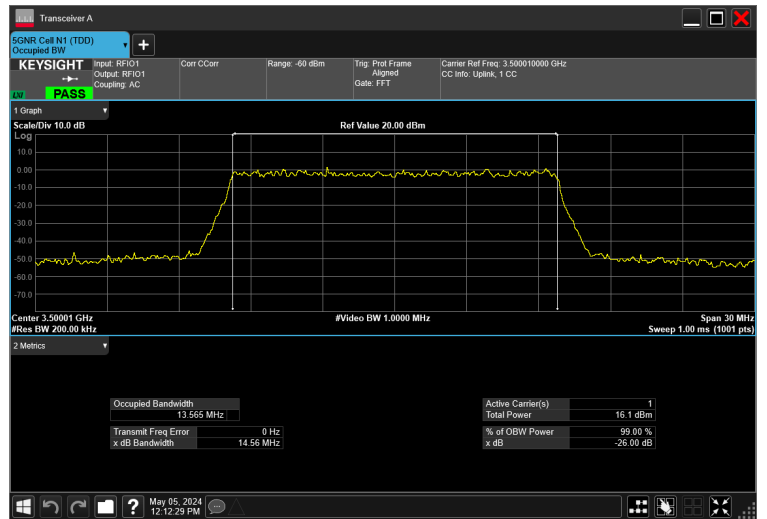 Transceiver A
5GNR Cell N1 (TDD)
Occupied BW
KEYSIGHT
LXI
PASS
Input: RFIO1
Output: RFIO1
Coupling: AC
Corr CCorr
Range: -60 dBm
Trig: Prot Frame
Aligned
Gate: FFT
Carrier Ref Freq: 3.500010000 GHz
CC Info: Uplink, 1 CC
1 Graph
Scale/Div 10.0 dB
Ref Value 20.00 dBm
Log
10.0
0.00
-10.0
-20.0
-30.0
-40.0
-50.0
-60.0
-70.0
Center 3.50001 GHz
#Video BW 1.0000 MHz
Span 30 MHz
#Res BW 200.00 kHz
Sweep 1.00 ms (1001 pts)
2 Metrics
Occupied Bandwidth
13.565 MHz
Active Carrier(s) 1
Total Power 16.1 dBm
Transmit Freq Error 0 Hz
x dB Bandwidth 14.56 MHz
% of OBW Power 99.00 %
x dB -26.00 dB
?
May 05, 2024
12:12:29 PM